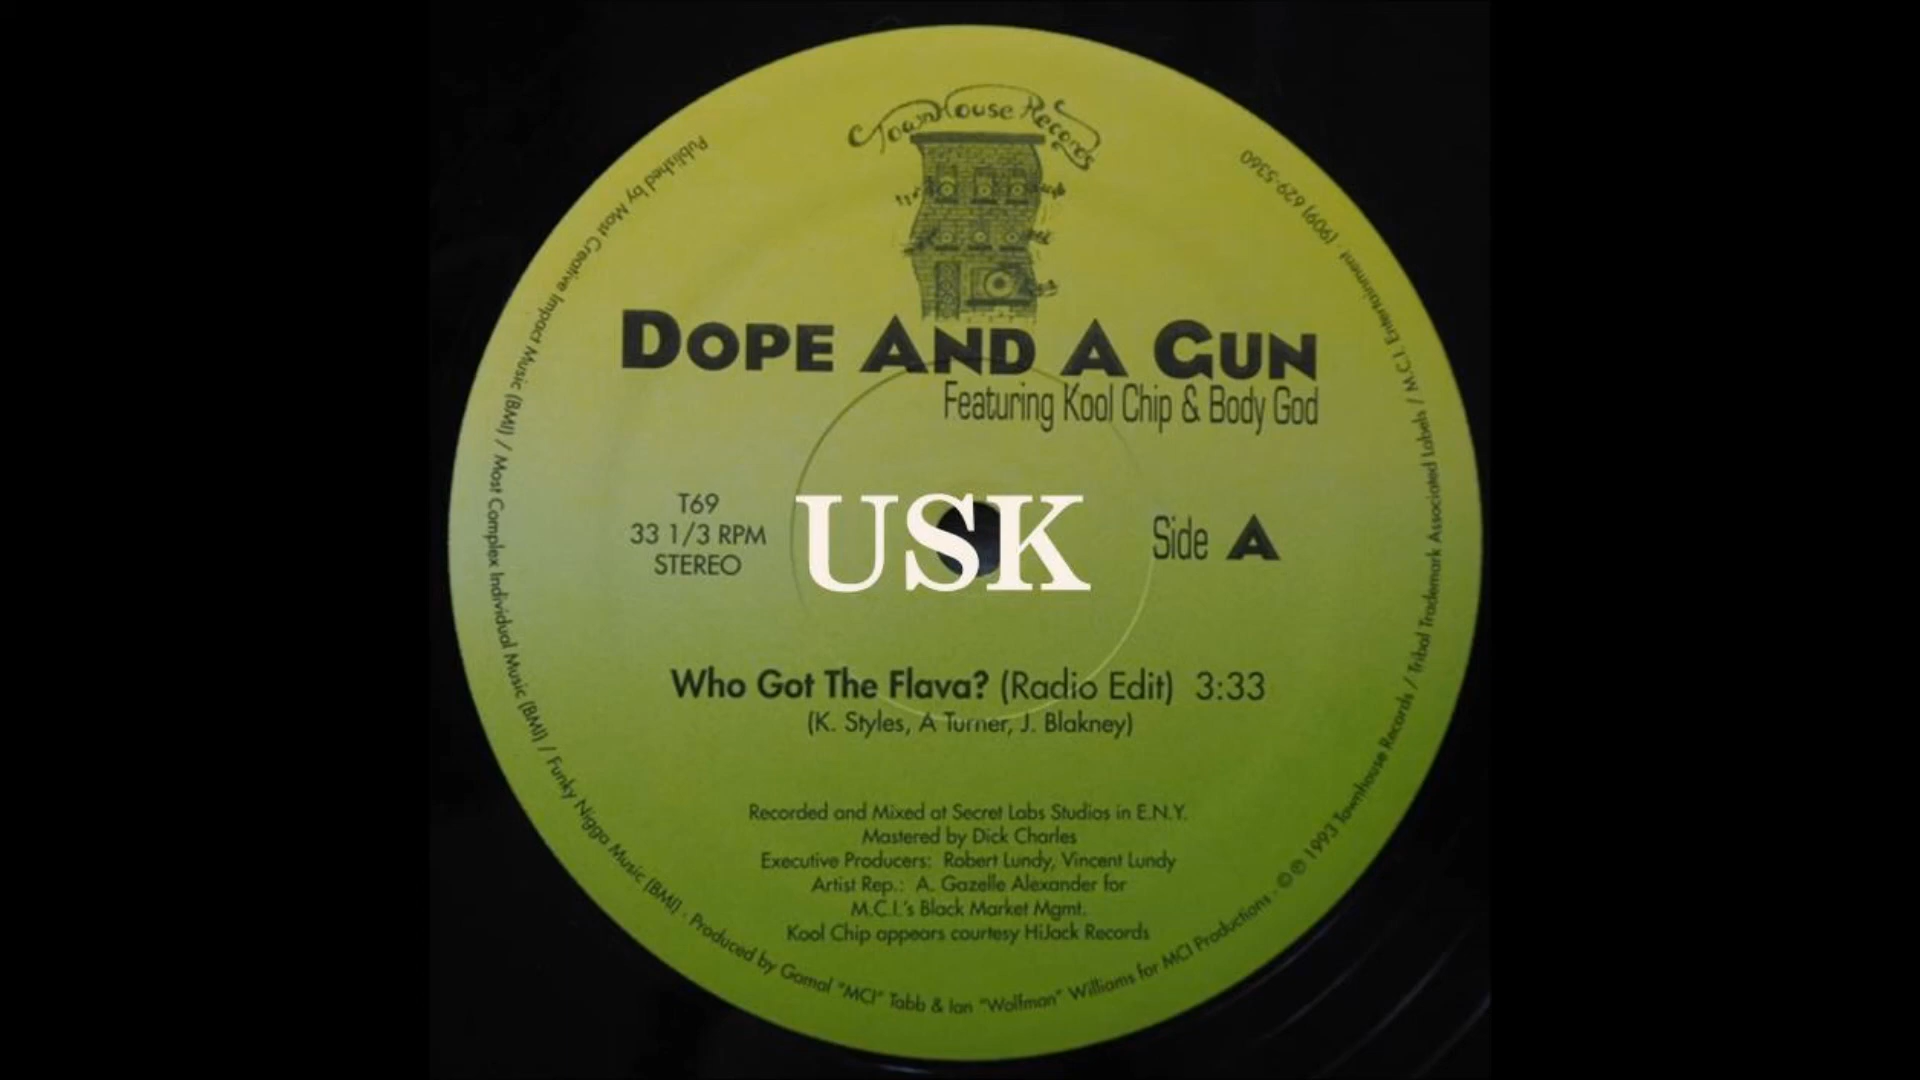 TownHouse Records
DOPE AND A GUN
Featuring Kool Chip & Body God
T69
33 1/3 RPM
STEREO
USK
Side A
Who Got The Flava? (Radio Edit) 3:33
(K. Styles, A Turner, J. Blakney)
Recorded and Mixed at Secret Labs Studios in E.N.Y.
Mastered by Dick Charles
Executive Producers: Robert Lundy, Vincent Lundy
Artist Rep.: A. Gazelle Alexander for
M.C.I.'s Black Market Mgmt.
Kool Chip appears courtesy HiJack Records
Published by Most Creative Impact Music (BMI) / Most Complex Individual Music (BMI) / Funky Nigga Music (BMI) · Produced by Gamal "MCI" Tabb & Ian "Wolfman" Williams for MCI Productions · © ℗ 1993 Townhouse Records / Tribal Trademark Associated Labels / M.C.I. Entertainment · (909) 629-5360